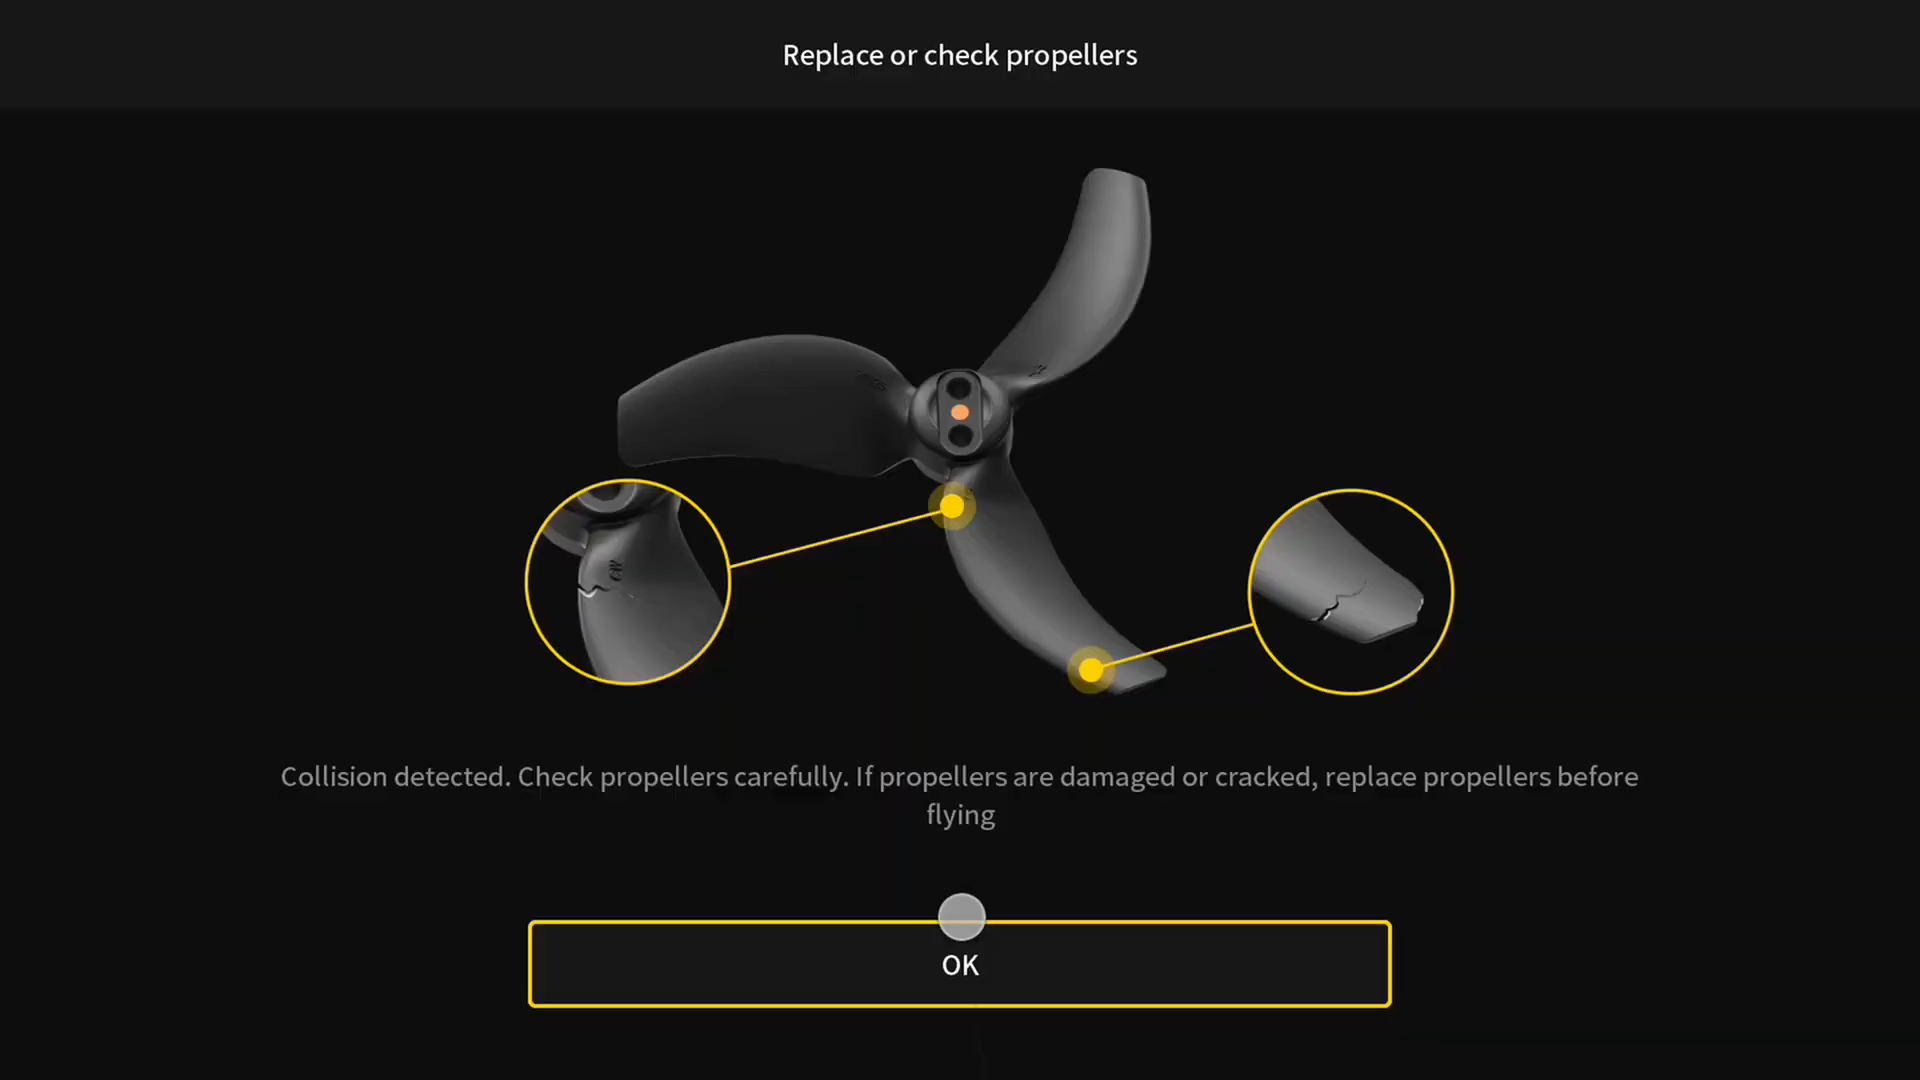 Replace or check propellers
Collision detected. Check propellers carefully. If propellers are damaged or cracked, replace propellers before
flying
OK